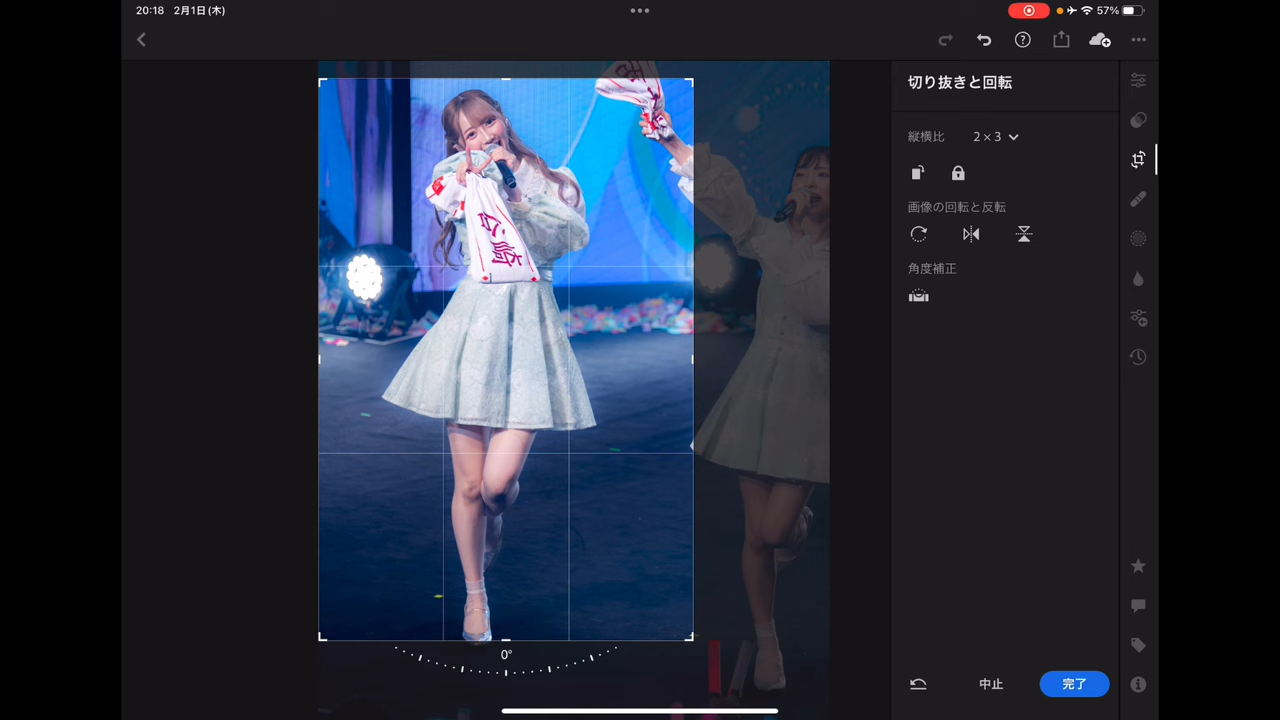 20:18 2月1日(木)
57%
切り抜きと回転
縦横比 2×3
画像の回転と反転
角度補正
0°
中止
完了